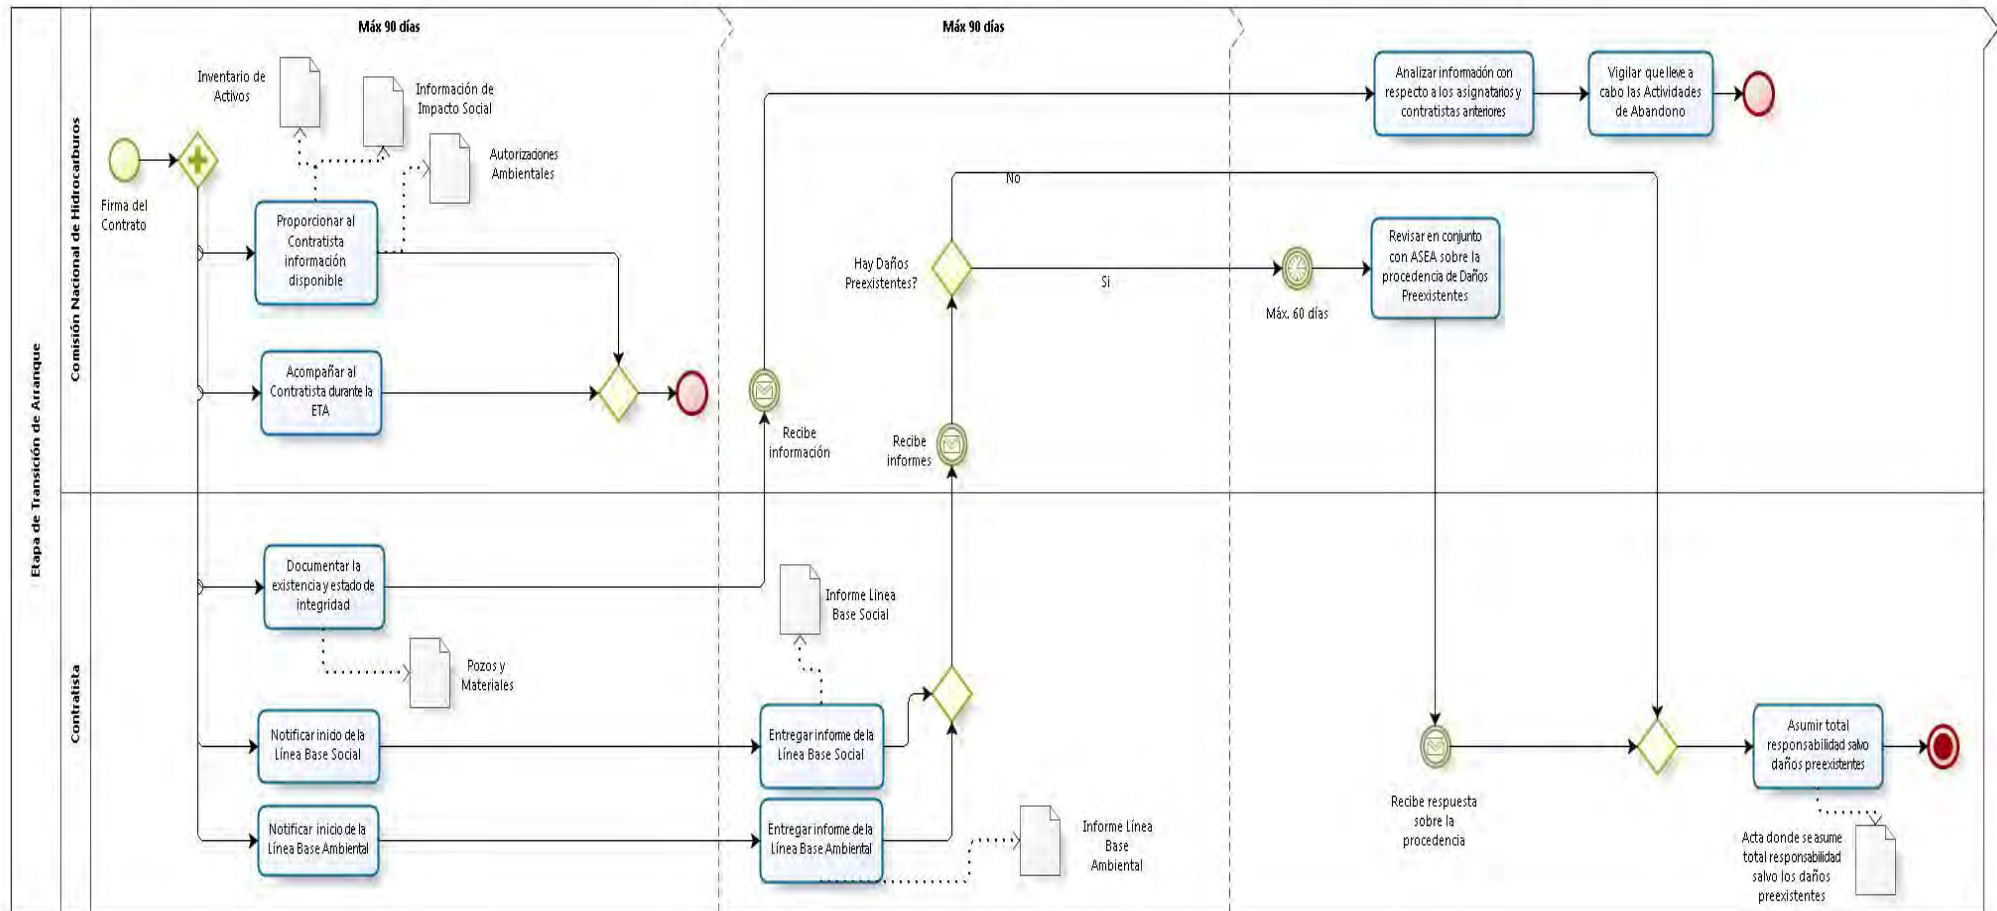 Etapa de Transición de Arranque
Comisión Nacional de Hidrocarburos
Contratista
Máx 90 días
Máx 90 días
Inventario de
Activos
Información de
Impacto Social
Autorizaciones
Ambientales
Firma del
Contrato
Proporcionar al
Contratista
información
disponible
Acompañar al
Contratista durante la
ETA
Recibe
información
Recibe
informes
Hay Daños
Preexistentes?
No
Si
Máx. 60 días
Analizar información con
respecto a los asignatarios y
contratistas anteriores
Vigilar que lleve a
cabo las Actividades
de Abandono
Revisar en conjunto
con ASEA sobre la
procedencia de Daños
Preexistentes
Documentar la
existencia y estado de
integridad
Pozos y
Materiales
Notificar inicio de la
Línea Base Social
Notificar inicio de la
Línea Base Ambiental
Informe Línea
Base Social
Entregar informe de la
Línea Base Social
Entregar informe de la
Línea Base Ambiental
Informe Línea
Base
Ambiental
Recibe respuesta
sobre la
procedencia
Asumir total
responsabilidad salvo
daños preexistentes
Acta donde se asume
total responsabilidad
salvo los daños
preexistentes